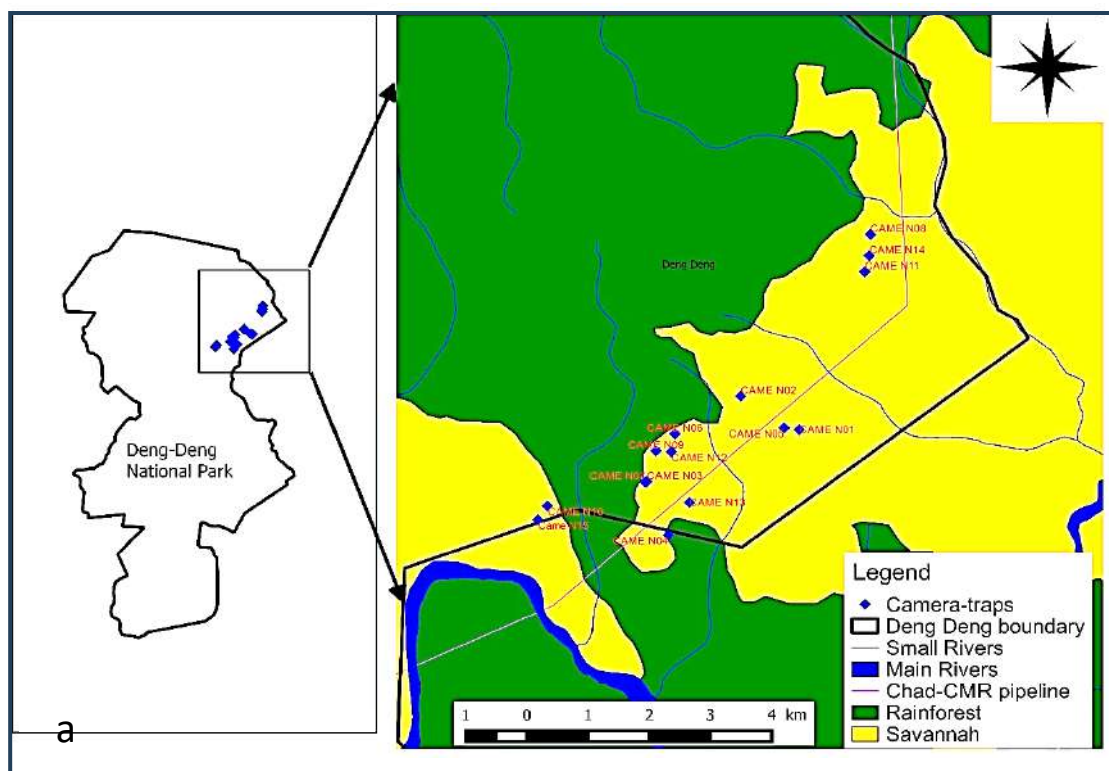 Deng-Deng
National Park
a
CAME N08
CAME N14
CAME N11
Deng Deng
CAME N02
CAME N01
CAME N06
CAME N09
CAME N12
CAME N03
CAME N13
CAME N10
Came N15
CAME N04
Legend
Camera-traps
Deng Deng boundary
Small Rivers
Main Rivers
Chad-CMR pipeline
Rainforest
Savannah
1 0 1 2 3 4 km